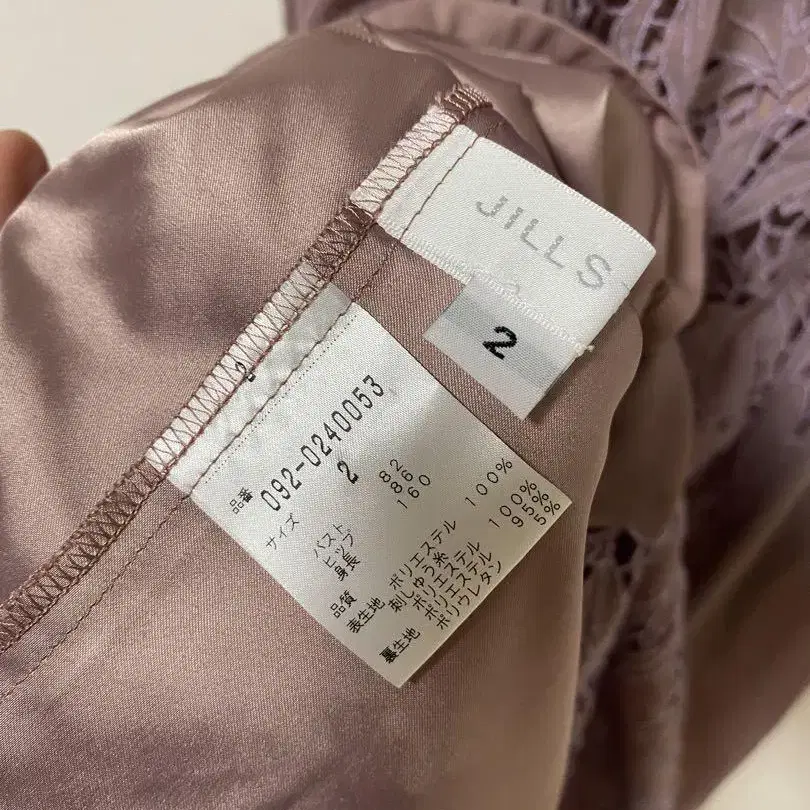 JILLS
2
2
品番 092-0240053
サイズ 2
バスト 82
ヒップ 86
身長 160
品質
表生地 ポリエステル 100%
刺しゅう糸
ポリエステル 100%
裏生地 ポリエステル 95%
ポリウレタン 5%